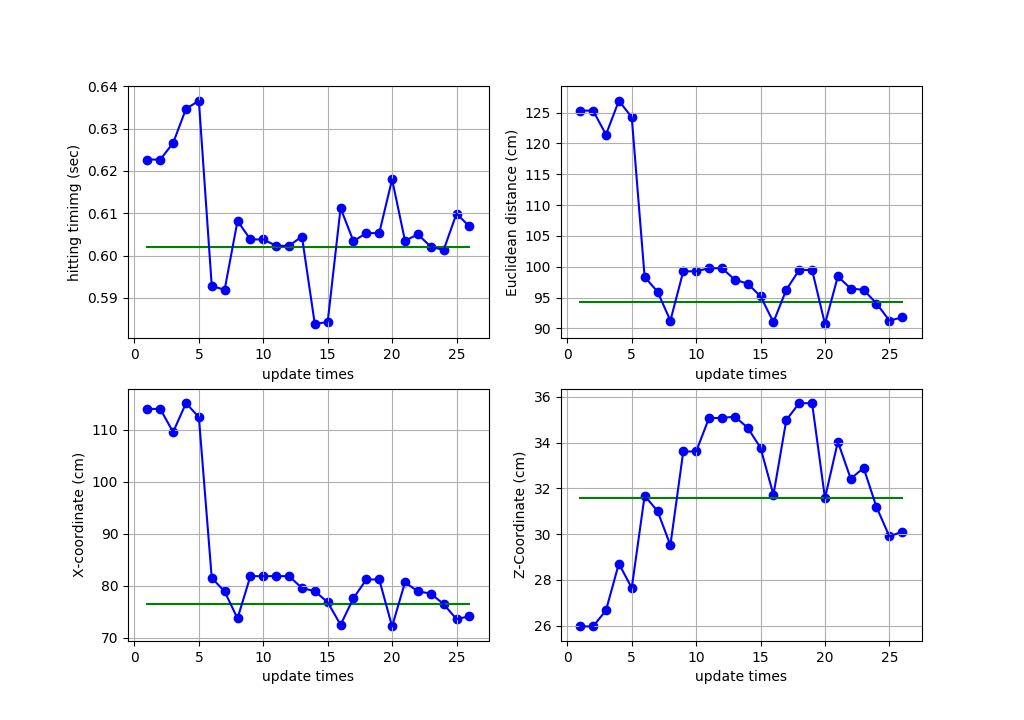 0.64
0.63
0.62
0.61
0.60
0.59
hitting timimg (sec)
0 5 10 15 20 25
update times
125
120
115
110
105
100
95
90
Euclidean distance (cm)
0 5 10 15 20 25
update times
110
100
90
80
70
X-coordinate (cm)
0 5 10 15 20 25
update times
36
34
32
30
28
26
Z-Coordinate (cm)
0 5 10 15 20 25
update times